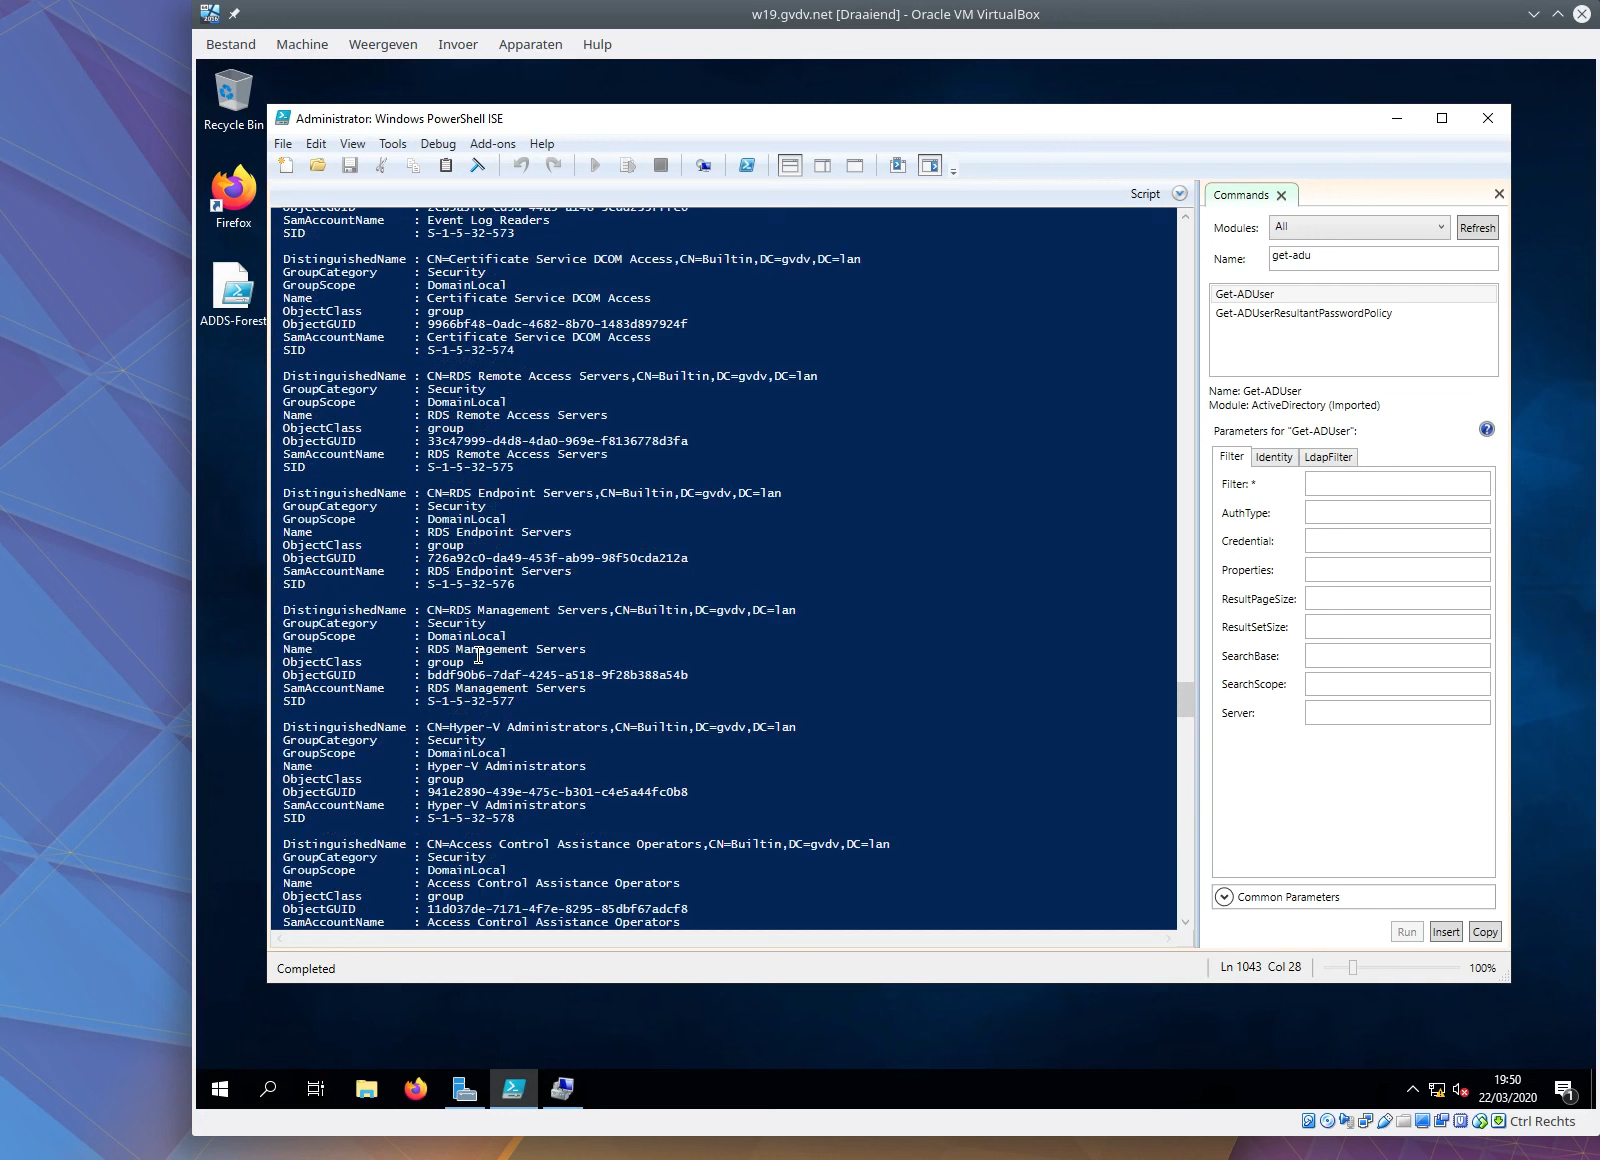 w19.gvdv.net [Draaiend] - Oracle VM VirtualBox
Bestand Machine Weergeven Invoer Apparaten Hulp
Recycle Bin
Firefox
ADDS-Forest
Administrator: Windows PowerShell ISE
File Edit View Tools Debug Add-ons Help
Script
SamAccountName : Event Log Readers
SID : S-1-5-32-573
DistinguishedName : CN=Certificate Service DCOM Access,CN=Builtin,DC=gvdv,DC=lan
GroupCategory : Security
GroupScope : DomainLocal
Name : Certificate Service DCOM Access
ObjectClass : group
ObjectGUID : 9966bf48-0adc-4682-8b70-1483d897924f
SamAccountName : Certificate Service DCOM Access
SID : S-1-5-32-574
DistinguishedName : CN=RDS Remote Access Servers,CN=Builtin,DC=gvdv,DC=lan
GroupCategory : Security
GroupScope : DomainLocal
Name : RDS Remote Access Servers
ObjectClass : group
ObjectGUID : 33c47999-d4d8-4da0-969e-f8136778d3fa
SamAccountName : RDS Remote Access Servers
SID : S-1-5-32-575
DistinguishedName : CN=RDS Endpoint Servers,CN=Builtin,DC=gvdv,DC=lan
GroupCategory : Security
GroupScope : DomainLocal
Name : RDS Endpoint Servers
ObjectClass : group
ObjectGUID : 726a92c0-da49-453f-ab99-98f50cda212a
SamAccountName : RDS Endpoint Servers
SID : S-1-5-32-576
DistinguishedName : CN=RDS Management Servers,CN=Builtin,DC=gvdv,DC=lan
GroupCategory : Security
GroupScope : DomainLocal
Name : RDS Management Servers
ObjectClass : group
ObjectGUID : bddf90b6-7daf-4245-a518-9f28b388a54b
SamAccountName : RDS Management Servers
SID : S-1-5-32-577
DistinguishedName : CN=Hyper-V Administrators,CN=Builtin,DC=gvdv,DC=lan
GroupCategory : Security
GroupScope : DomainLocal
Name : Hyper-V Administrators
ObjectClass : group
ObjectGUID : 941e2890-439e-475c-b301-c4e5a44fc0b8
SamAccountName : Hyper-V Administrators
SID : S-1-5-32-578
DistinguishedName : CN=Access Control Assistance Operators,CN=Builtin,DC=gvdv,DC=lan
GroupCategory : Security
GroupScope : DomainLocal
Name : Access Control Assistance Operators
ObjectClass : group
ObjectGUID : 11d037de-7171-4f7e-8295-85dbf67adcf8
SamAccountName : Access Control Assistance Operators
Commands
Modules: All Refresh
Name: get-adu
Get-ADUser
Get-ADUserResultantPasswordPolicy
Name: Get-ADUser
Module: ActiveDirectory (Imported)
Parameters for "Get-ADUser":
Filter Identity LdapFilter
Filter: *
AuthType:
Credential:
Properties:
ResultPageSize:
ResultSetSize:
SearchBase:
SearchScope:
Server:
Common Parameters
Run Insert Copy
Completed
Ln 1043 Col 28
100%
19:50
22/03/2020
1
Ctrl Rechts